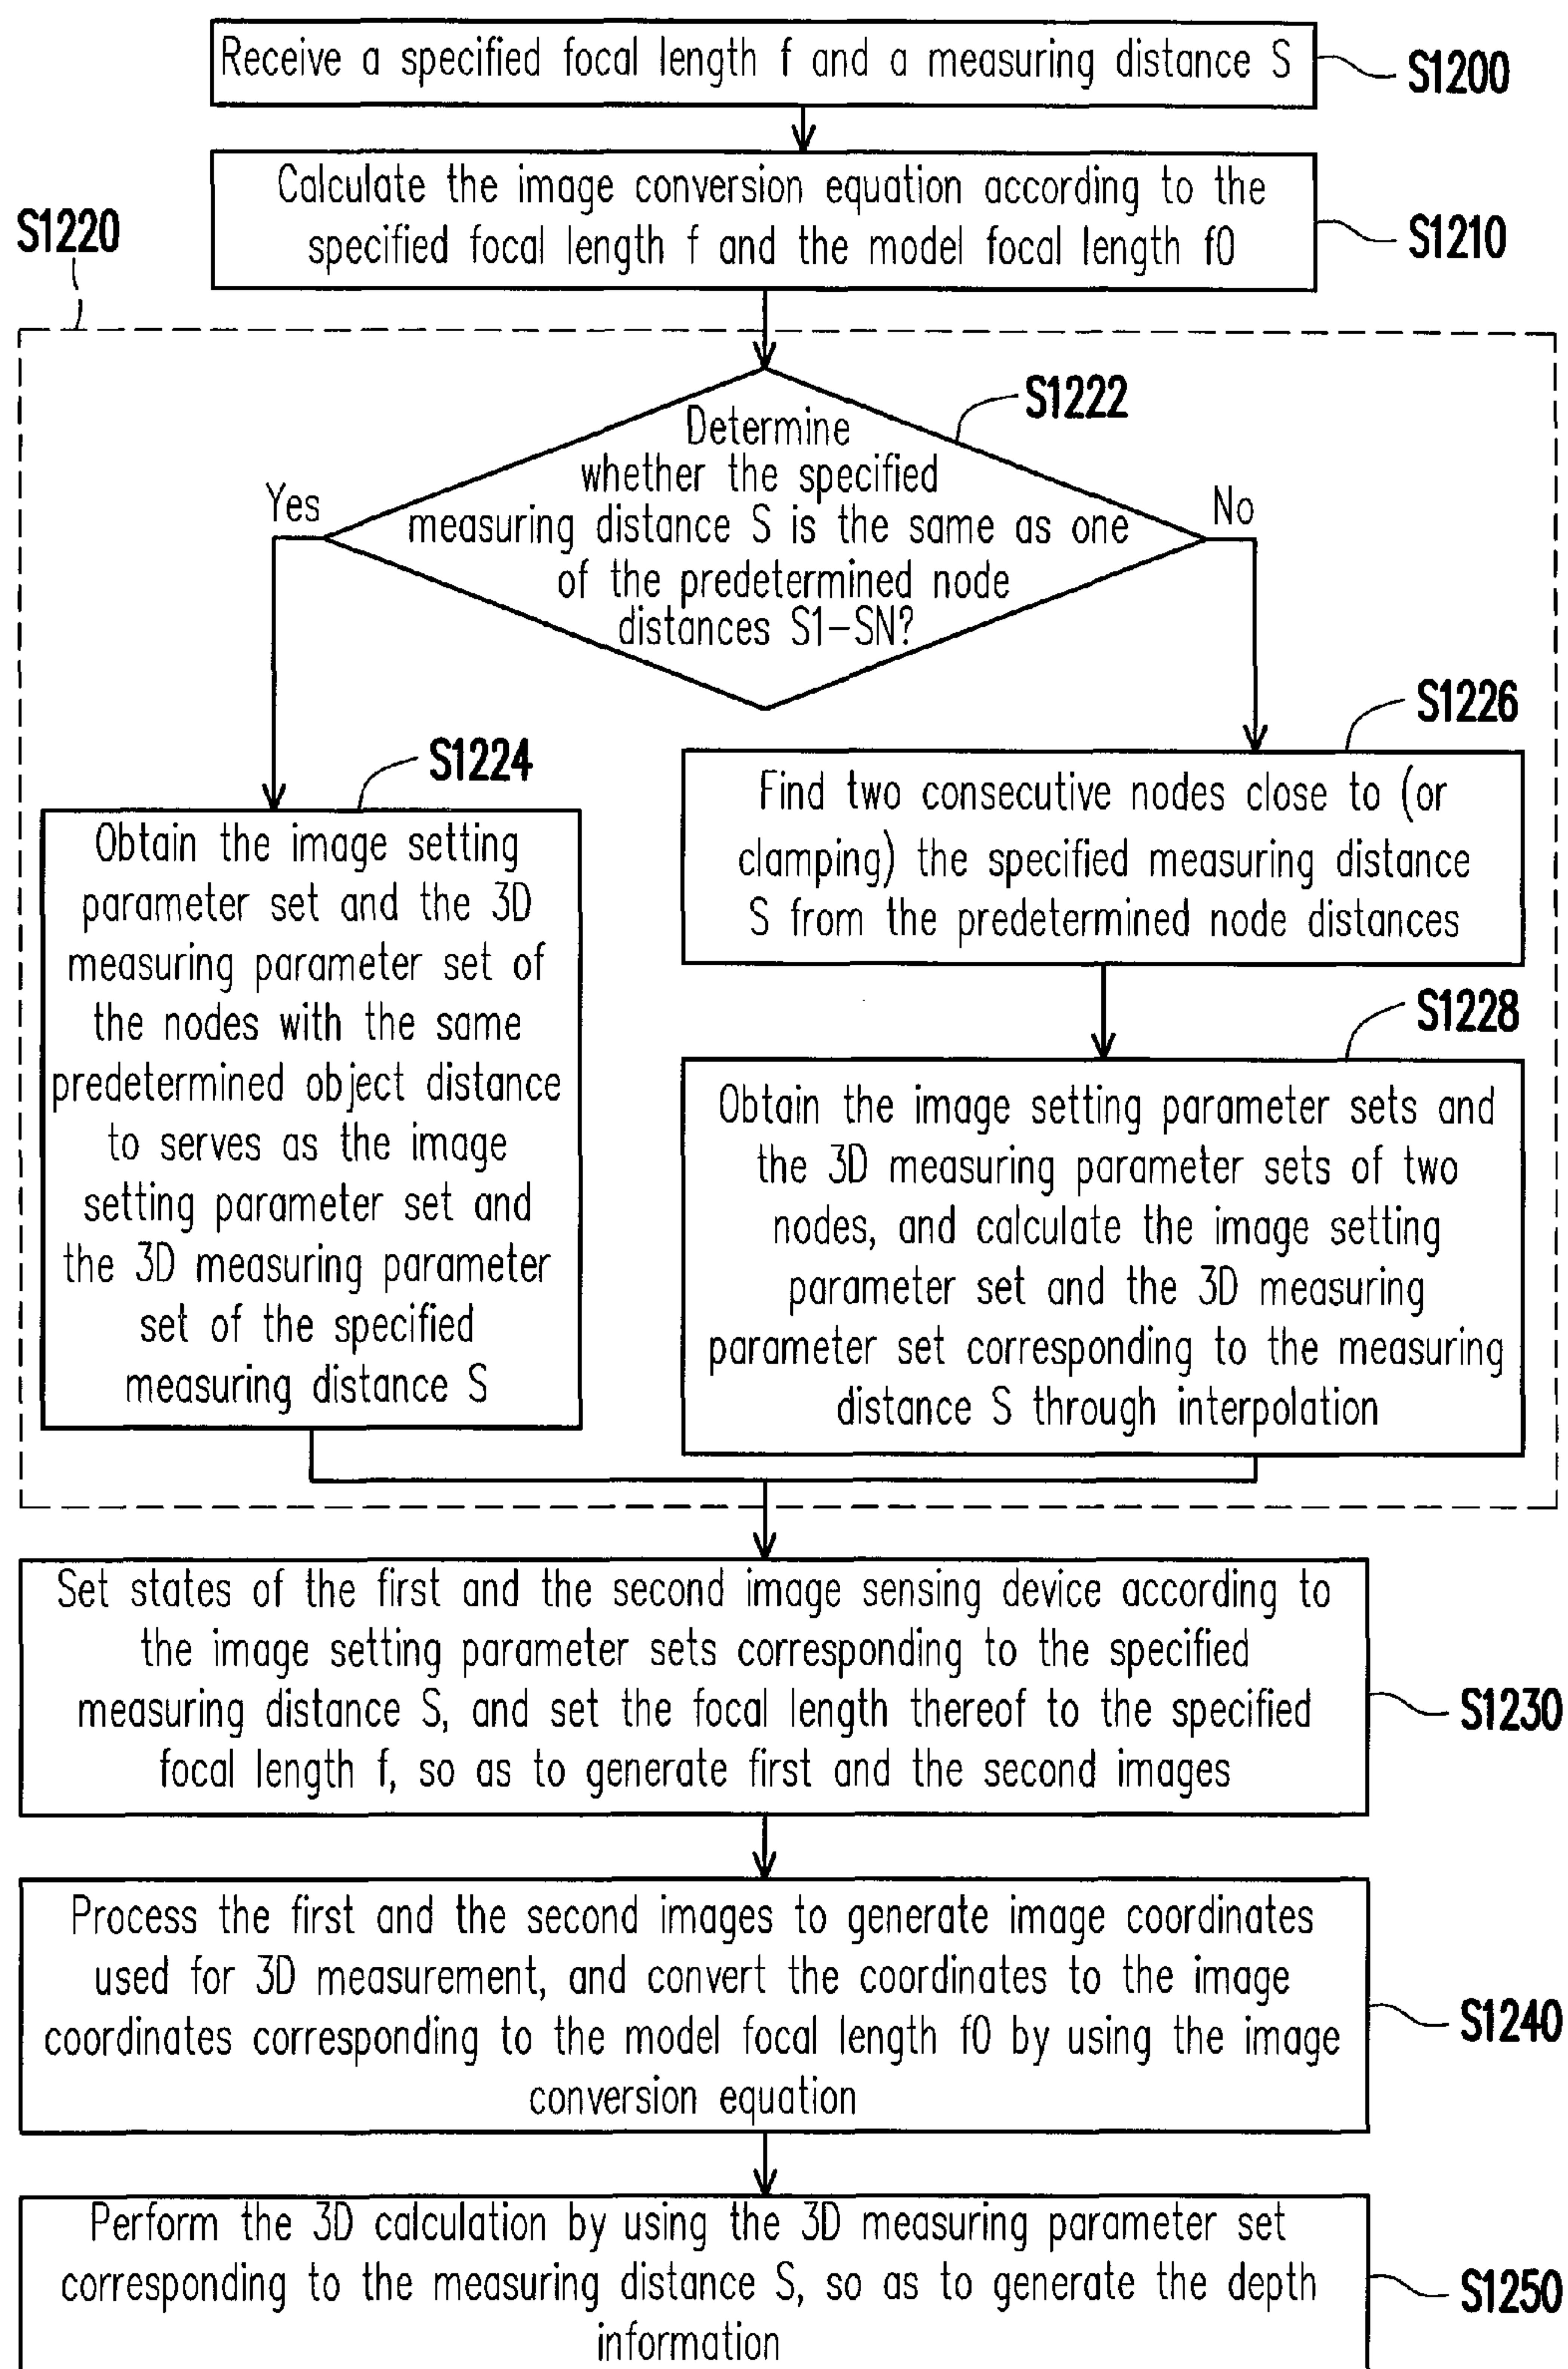 Receive a specified focal length f and a measuring distance S
S1200
Calculate the image conversion equation according to the
specified focal length f and the model focal length f0
S1210
S1220
Determine
whether the specified
measuring distance S is the same as one
of the predetermined node
distances S1-SN?
S1222
Yes
No
S1224
Obtain the image setting
parameter set and the 3D
measuring parameter set of
the nodes with the same
predetermined object distance
to serves as the image
setting parameter set and
the 3D measuring parameter
set of the specified
measuring distance S
S1226
Find two consecutive nodes close to (or
clamping) the specified measuring distance
S from the predetermined node distances
S1228
Obtain the image setting parameter sets and
the 3D measuring parameter sets of two
nodes, and calculate the image setting
parameter set and the 3D measuring
parameter set corresponding to the measuring
distance S through interpolation
Set states of the first and the second image sensing device according to
the image setting parameter sets corresponding to the specified
measuring distance S, and set the focal length thereof to the specified
focal length f, so as to generate first and the second images
S1230
Process the first and the second images to generate image coordinates
used for 3D measurement, and convert the coordinates to the image
coordinates corresponding to the model focal length f0 by using the image
conversion equation
S1240
Perform the 3D calculation by using the 3D measuring parameter set
corresponding to the measuring distance S, so as to generate the depth
information
S1250